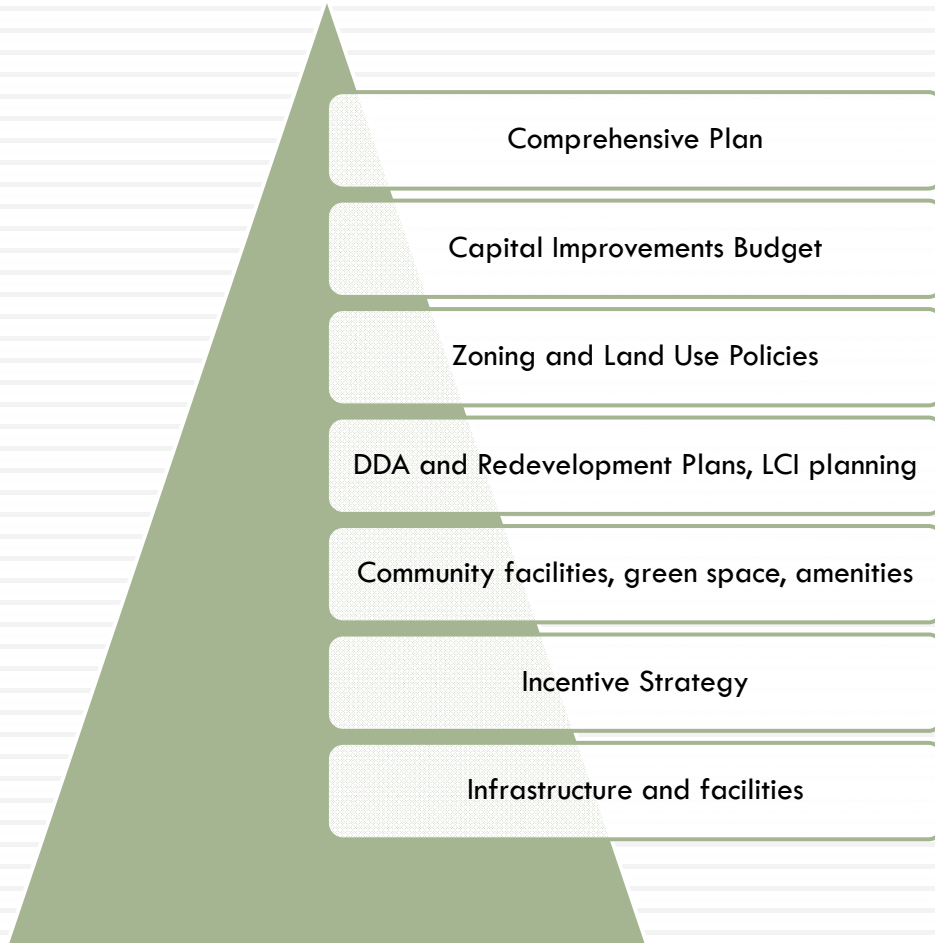 Comprehensive Plan
Capital Improvements Budget
Zoning and Land Use Policies
DDA and Redevelopment Plans, LCI planning
Community facilities, green space, amenities
Incentive Strategy
Infrastructure and facilities